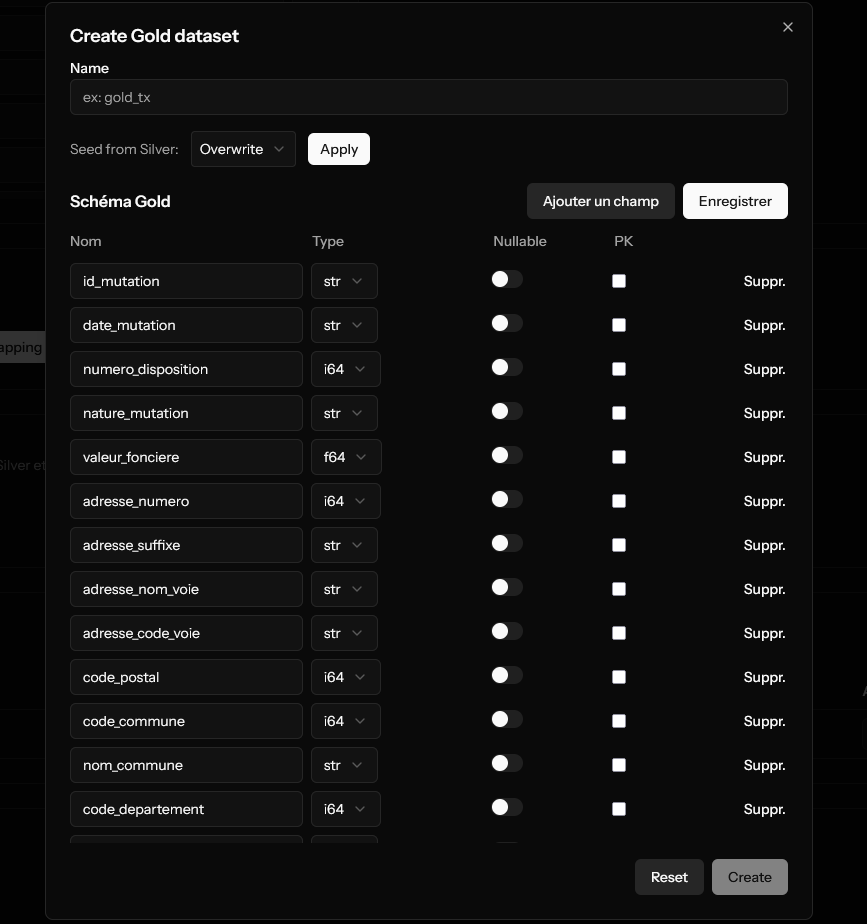 Create Gold dataset
Name
ex: gold_tx
Seed from Silver: Overwrite Apply
Schéma Gold Ajouter un champ Enregistrer
Nom Type Nullable PK
id_mutation str Suppr.
date_mutation str Suppr.
apping
numero_disposition i64 Suppr.
nature_mutation str Suppr.
valeur_fonciere f64 Suppr.
Silver et
adresse_numero i64 Suppr.
adresse_suffixe str Suppr.
adresse_nom_voie str Suppr.
adresse_code_voie str Suppr.
code_postal i64 Suppr.
code_commune i64 Suppr.
nom_commune str Suppr.
code_departement i64 Suppr.
Reset Create